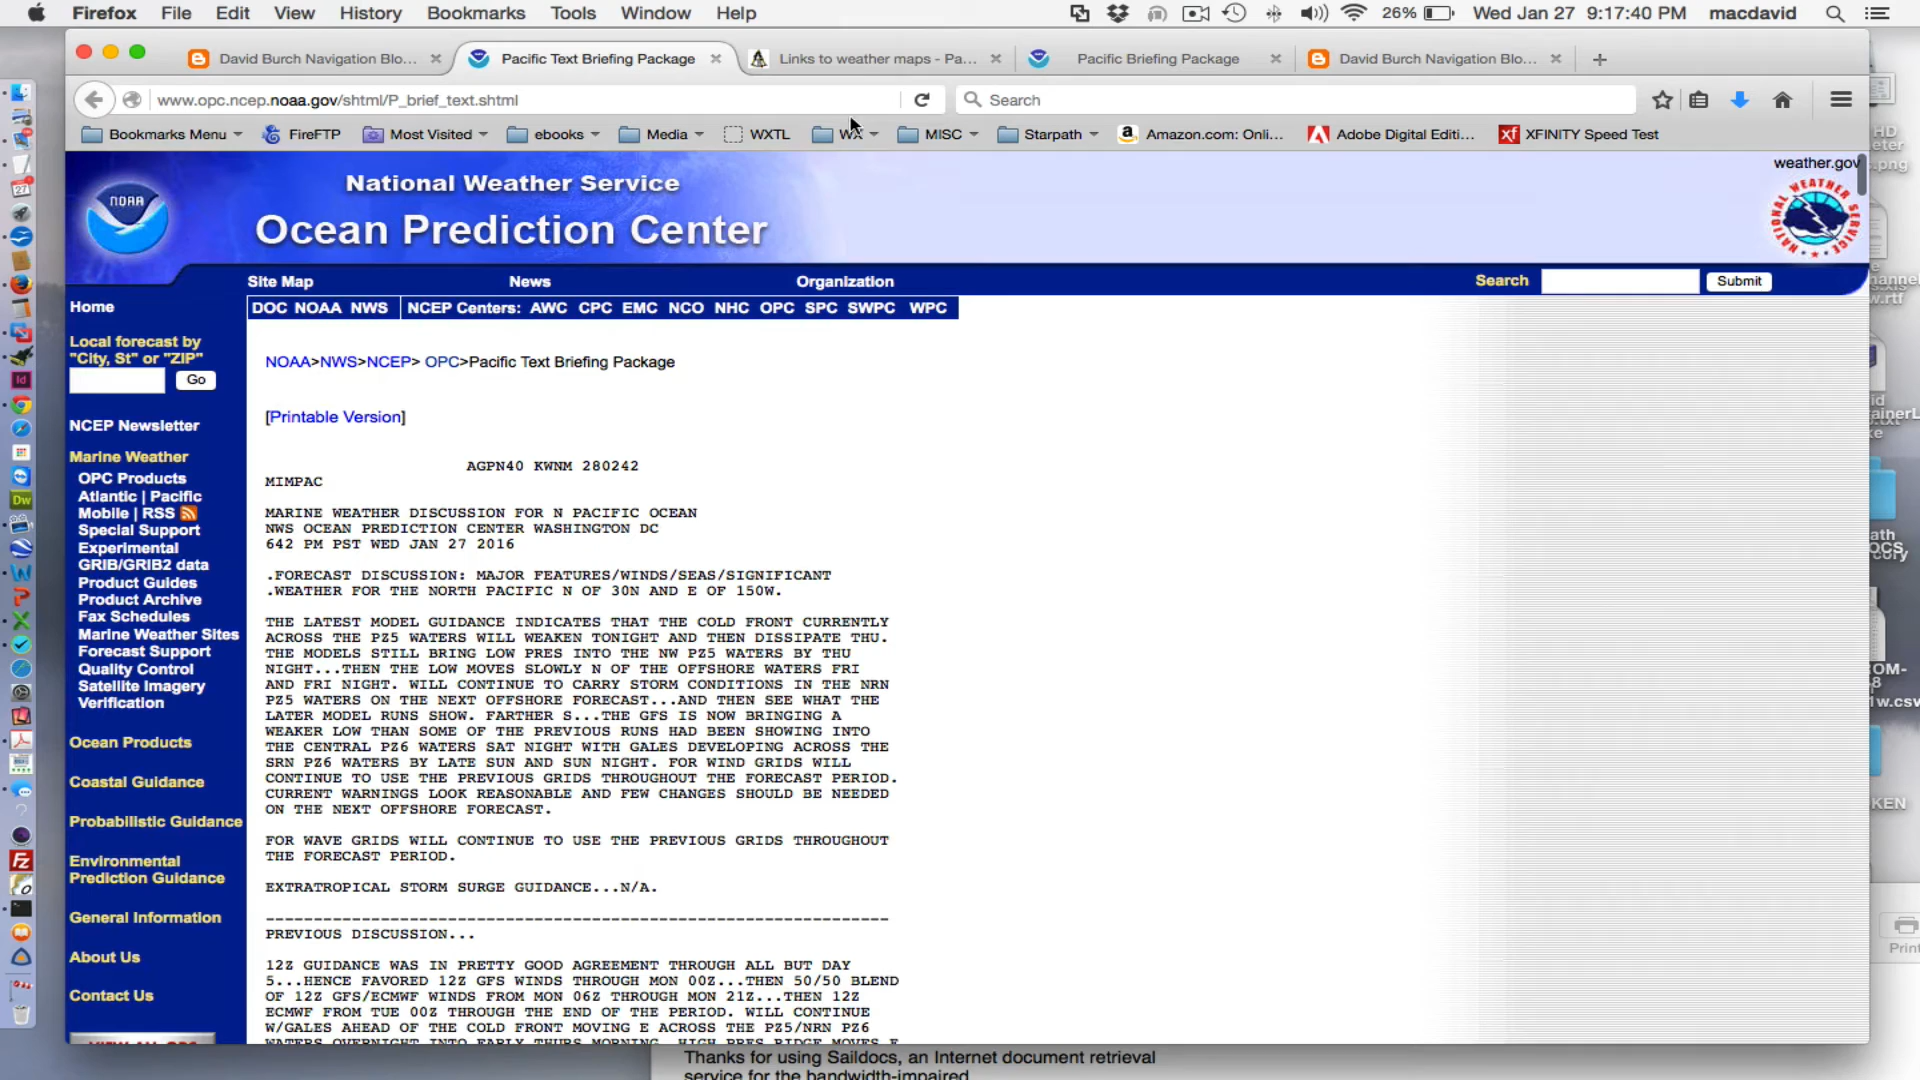 Firefox File Edit View History Bookmarks Tools Window Help 26% Wed Jan 27 9:17:40 PM macdavid
David Burch Navigation Blo... Pacific Text Briefing Package Links to weather maps - Pa... Pacific Briefing Package David Burch Navigation Blo...
www.opc.ncep.noaa.gov/shtml/P_brief_text.shtml Search
Bookmarks Menu FireFTP Most Visited ebooks Media WXTL WX MISC Starpath Amazon.com: Onli... Adobe Digital Editi... XFINITY Speed Test
weather.gov
NOAA
National Weather Service
Ocean Prediction Center
NATIONAL WEATHER SERVICE
Site Map News Organization Search Submit
DOC NOAA NWS NCEP Centers: AWC CPC EMC NCO NHC OPC SPC SWPC WPC
Home
Local forecast by
"City, St" or "ZIP"
Go
NCEP Newsletter
Marine Weather
OPC Products
Atlantic | Pacific
Mobile | RSS
Special Support
Experimental
GRIB/GRIB2 data
Product Guides
Product Archive
Fax Schedules
Marine Weather Sites
Forecast Support
Quality Control
Satellite Imagery
Verification
Ocean Products
Coastal Guidance
Probabilistic Guidance
Environmental
Prediction Guidance
General Information
About Us
Contact Us
NOAA>NWS>NCEP> OPC>Pacific Text Briefing Package
[Printable Version]
AGPN40 KWNM 280242
MIMPAC
MARINE WEATHER DISCUSSION FOR N PACIFIC OCEAN
NWS OCEAN PREDICTION CENTER WASHINGTON DC
642 PM PST WED JAN 27 2016
.FORECAST DISCUSSION: MAJOR FEATURES/WINDS/SEAS/SIGNIFICANT
.WEATHER FOR THE NORTH PACIFIC N OF 30N AND E OF 150W.
THE LATEST MODEL GUIDANCE INDICATES THAT THE COLD FRONT CURRENTLY
ACROSS THE PZ5 WATERS WILL WEAKEN TONIGHT AND THEN DISSIPATE THU.
THE MODELS STILL BRING LOW PRES INTO THE NW PZ5 WATERS BY THU
NIGHT...THEN THE LOW MOVES SLOWLY N OF THE OFFSHORE WATERS FRI
AND FRI NIGHT. WILL CONTINUE TO CARRY STORM CONDITIONS IN THE NRN
PZ5 WATERS ON THE NEXT OFFSHORE FORECAST...AND THEN SEE WHAT THE
LATER MODEL RUNS SHOW. FARTHER S...THE GFS IS NOW BRINGING A
WEAKER LOW THAN SOME OF THE PREVIOUS RUNS HAD BEEN SHOWING INTO
THE CENTRAL PZ6 WATERS SAT NIGHT WITH GALES DEVELOPING ACROSS THE
SRN PZ6 WATERS BY LATE SUN AND SUN NIGHT. FOR WIND GRIDS WILL
CONTINUE TO USE THE PREVIOUS GRIDS THROUGHOUT THE FORECAST PERIOD.
CURRENT WARNINGS LOOK REASONABLE AND FEW CHANGES SHOULD BE NEEDED
ON THE NEXT OFFSHORE FORECAST.
FOR WAVE GRIDS WILL CONTINUE TO USE THE PREVIOUS GRIDS THROUGHOUT
THE FORECAST PERIOD.
EXTRATROPICAL STORM SURGE GUIDANCE...N/A.
-----------------------------------------------------------------
PREVIOUS DISCUSSION...
12Z GUIDANCE WAS IN PRETTY GOOD AGREEMENT THROUGH ALL BUT DAY
5...HENCE FAVORED 12Z GFS WINDS THROUGH MON 00Z...THEN 50/50 BLEND
OF 12Z GFS/ECMWF WINDS FROM MON 06Z THROUGH MON 21Z...THEN 12Z
ECMWF FROM TUE 00Z THROUGH THE END OF THE PERIOD. WILL CONTINUE
W/GALES AHEAD OF THE COLD FRONT MOVING E ACROSS THE PZ5/NRN PZ6
WATERS OVERNIGHT INTO EARLY THURS MORNING. HIGH PRES RIDGE MOVES E
Thanks for using Saildocs, an Internet document retrieval
service for the bandwidth-impaired
Print